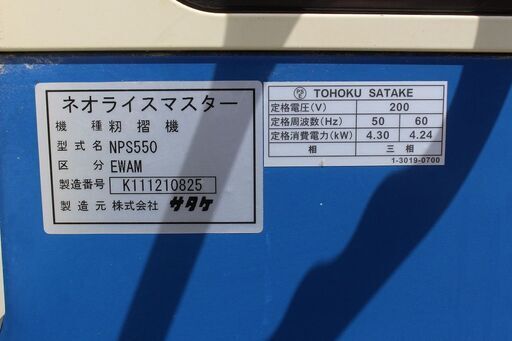 ネオライスマスター
機種 籾摺機
型式名 NPS550
区分 EWAM
製造番号 K111210825
製造元 株式会社 サタケ
TOHOKU SATAKE
定格電圧(V) 200
定格周波数(Hz) 50 60
定格消費電力(kW) 4.30 4.24
相 三相
1-3019-0700